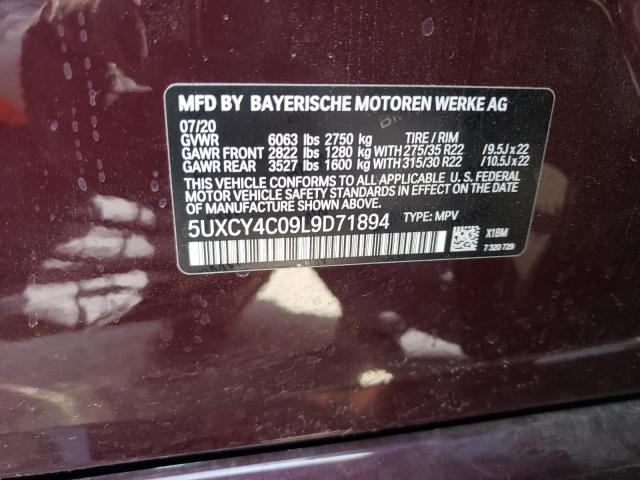 MFD BY BAYERISCHE MOTOREN WERKE AG
07/20
GVWR 6063 lbs 2750 kg TIRE / RIM
GAWR FRONT 2822 lbs 1280 kg WITH 275/35 R22 /9.5J x 22
GAWR REAR 3527 lbs 1600 kg WITH 315/30 R22 /10.5J x 22
THIS VEHICLE CONFORMS TO ALL APPLICABLE U. S. FEDERAL
MOTOR VEHICLE SAFETY STANDARDS IN EFFECT ON THE DATE OF
MANUFACTURE SHOWN ABOVE.
5UXCY4C09L9D71894 TYPE: MPV
X18M
7 320 729